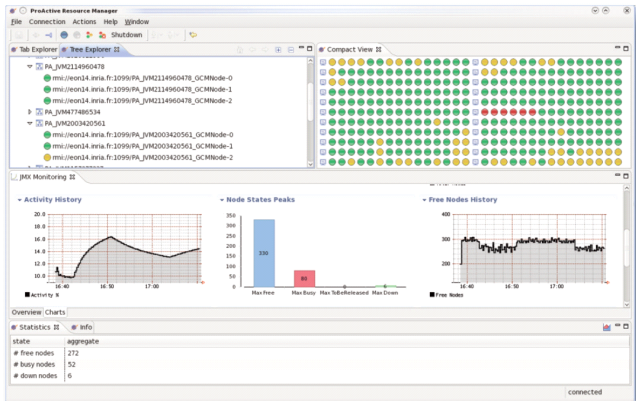 ProActive Resource Manager
File Connection Actions Help Window
Shutdown
Tab Explorer Tree Explorer
Compact View
PA_JVM2114960478
rmi://eon14.inria.fr:1099/PA_JVM2114960478_GCMNode-0
rmi://eon14.inria.fr:1099/PA_JVM2114960478_GCMNode-1
rmi://eon14.inria.fr:1099/PA_JVM2114960478_GCMNode-2
PA_JVM477486534
PA_JVM2003420561
rmi://eon14.inria.fr:1099/PA_JVM2003420561_GCMNode-0
rmi://eon14.inria.fr:1099/PA_JVM2003420561_GCMNode-1
rmi://eon14.inria.fr:1099/PA_JVM2003420561_GCMNode-2
JMX Monitoring
Activity History
20.0
18.0
16.0
14.0
12.0
10.0
16:40 16:50 17:00
Activity %
Node States Peaks
350
300
250
200
150
100
50
0
330
80
0
6
Max Free Max Busy Max ToBeReleased Max Down
Free Nodes History
400
300
200
16:40 16:50 17:00
Free Nodes
Overview Charts
Statistics Info
state aggregate
# free nodes 272
# busy nodes 52
# down nodes 6
connected